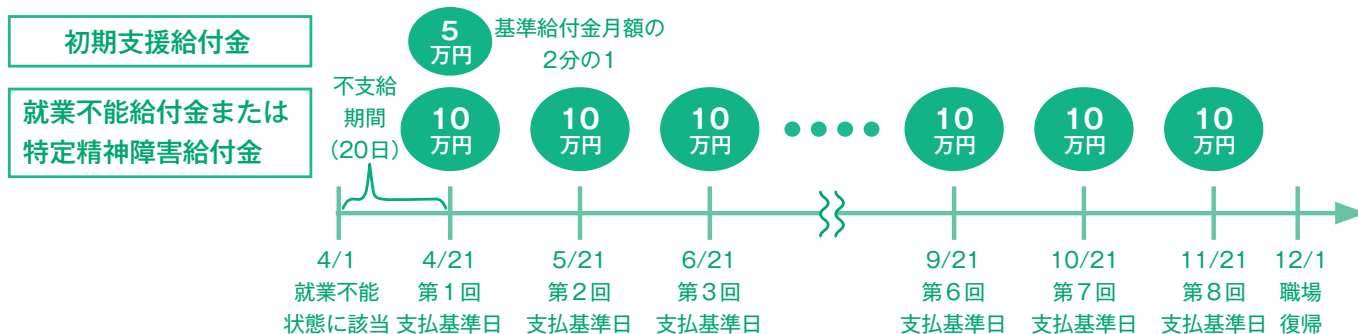 初期支援給付金
5
万円
基準給付金月額の
2分の1
就業不能給付金または
特定精神障害給付金
不支給
期間
(20日)
10
万円
10
万円
10
万円
10
万円
10
万円
10
万円
4/1
就業不能
状態に該当
4/21
第1回
支払基準日
5/21
第2回
支払基準日
6/21
第3回
支払基準日
9/21
第6回
支払基準日
10/21
第7回
支払基準日
11/21
第8回
支払基準日
12/1
職場
復帰